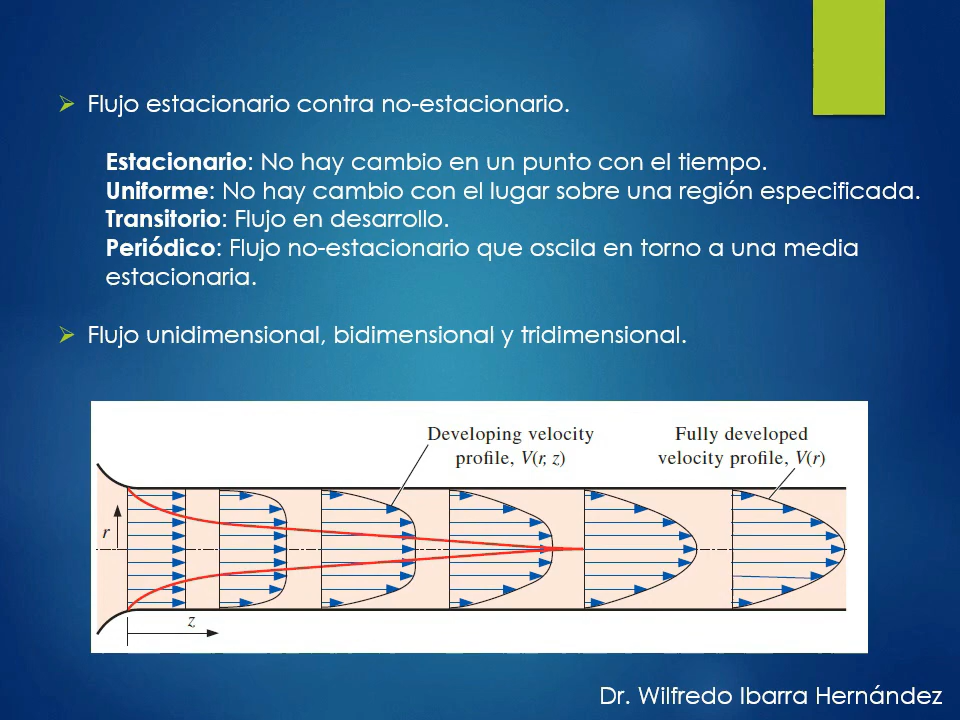 Flujo estacionario contra no-estacionario.
Estacionario: No hay cambio en un punto con el tiempo.
Uniforme: No hay cambio con el lugar sobre una región especificada.
Transitorio: Flujo en desarrollo.
Periódico: Flujo no-estacionario que oscila en torno a una media
estacionaria.
Flujo unidimensional, bidimensional y tridimensional.
Developing velocity
profile, V(r, z)
Fully developed
velocity profile, V(r)
r
z
Dr. Wilfredo Ibarra Hernández